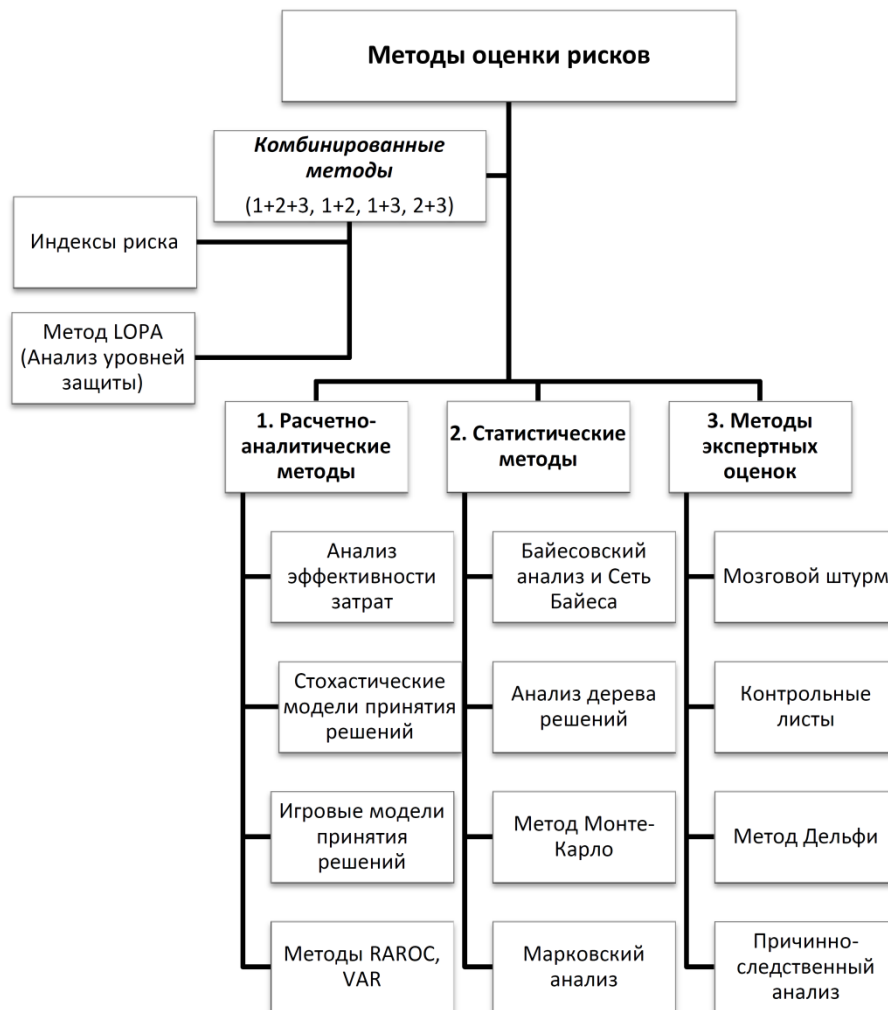 Методы оценки рисков
Комбинированные
методы
(1+2+3, 1+2, 1+3, 2+3)
Индексы риска
Метод LOPA
(Анализ уровней
защиты)
1. Расчетно-
аналитические
методы
2. Статистические
методы
3. Методы
экспертных
оценок
Анализ
эффективности
затрат
Байесовский
анализ и Сеть
Байеса
Мозговой штурм
Стохастические
модели принятия
решений
Анализ дерева
решений
Контрольные
листы
Игровые модели
принятия
решений
Метод Монте-
Карло
Метод Дельфи
Методы RAROC,
VAR
Марковский
анализ
Причинно-
следственный
анализ